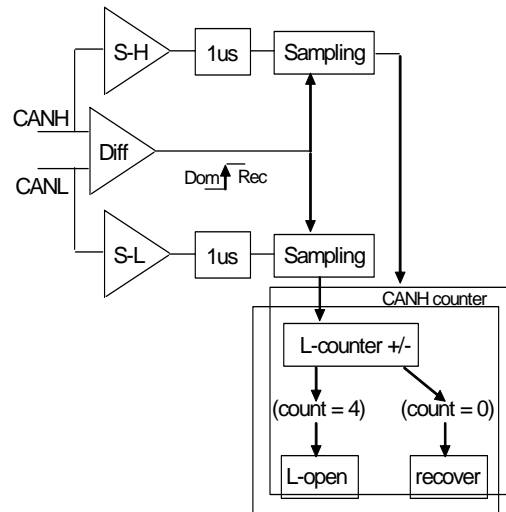 S-H
1us
Sampling
CANH
Diff
CANL
Dom
Rec
S-L
1us
Sampling
CANH counter
L-counter +/-
(count = 4)
(count = 0)
L-open
recover